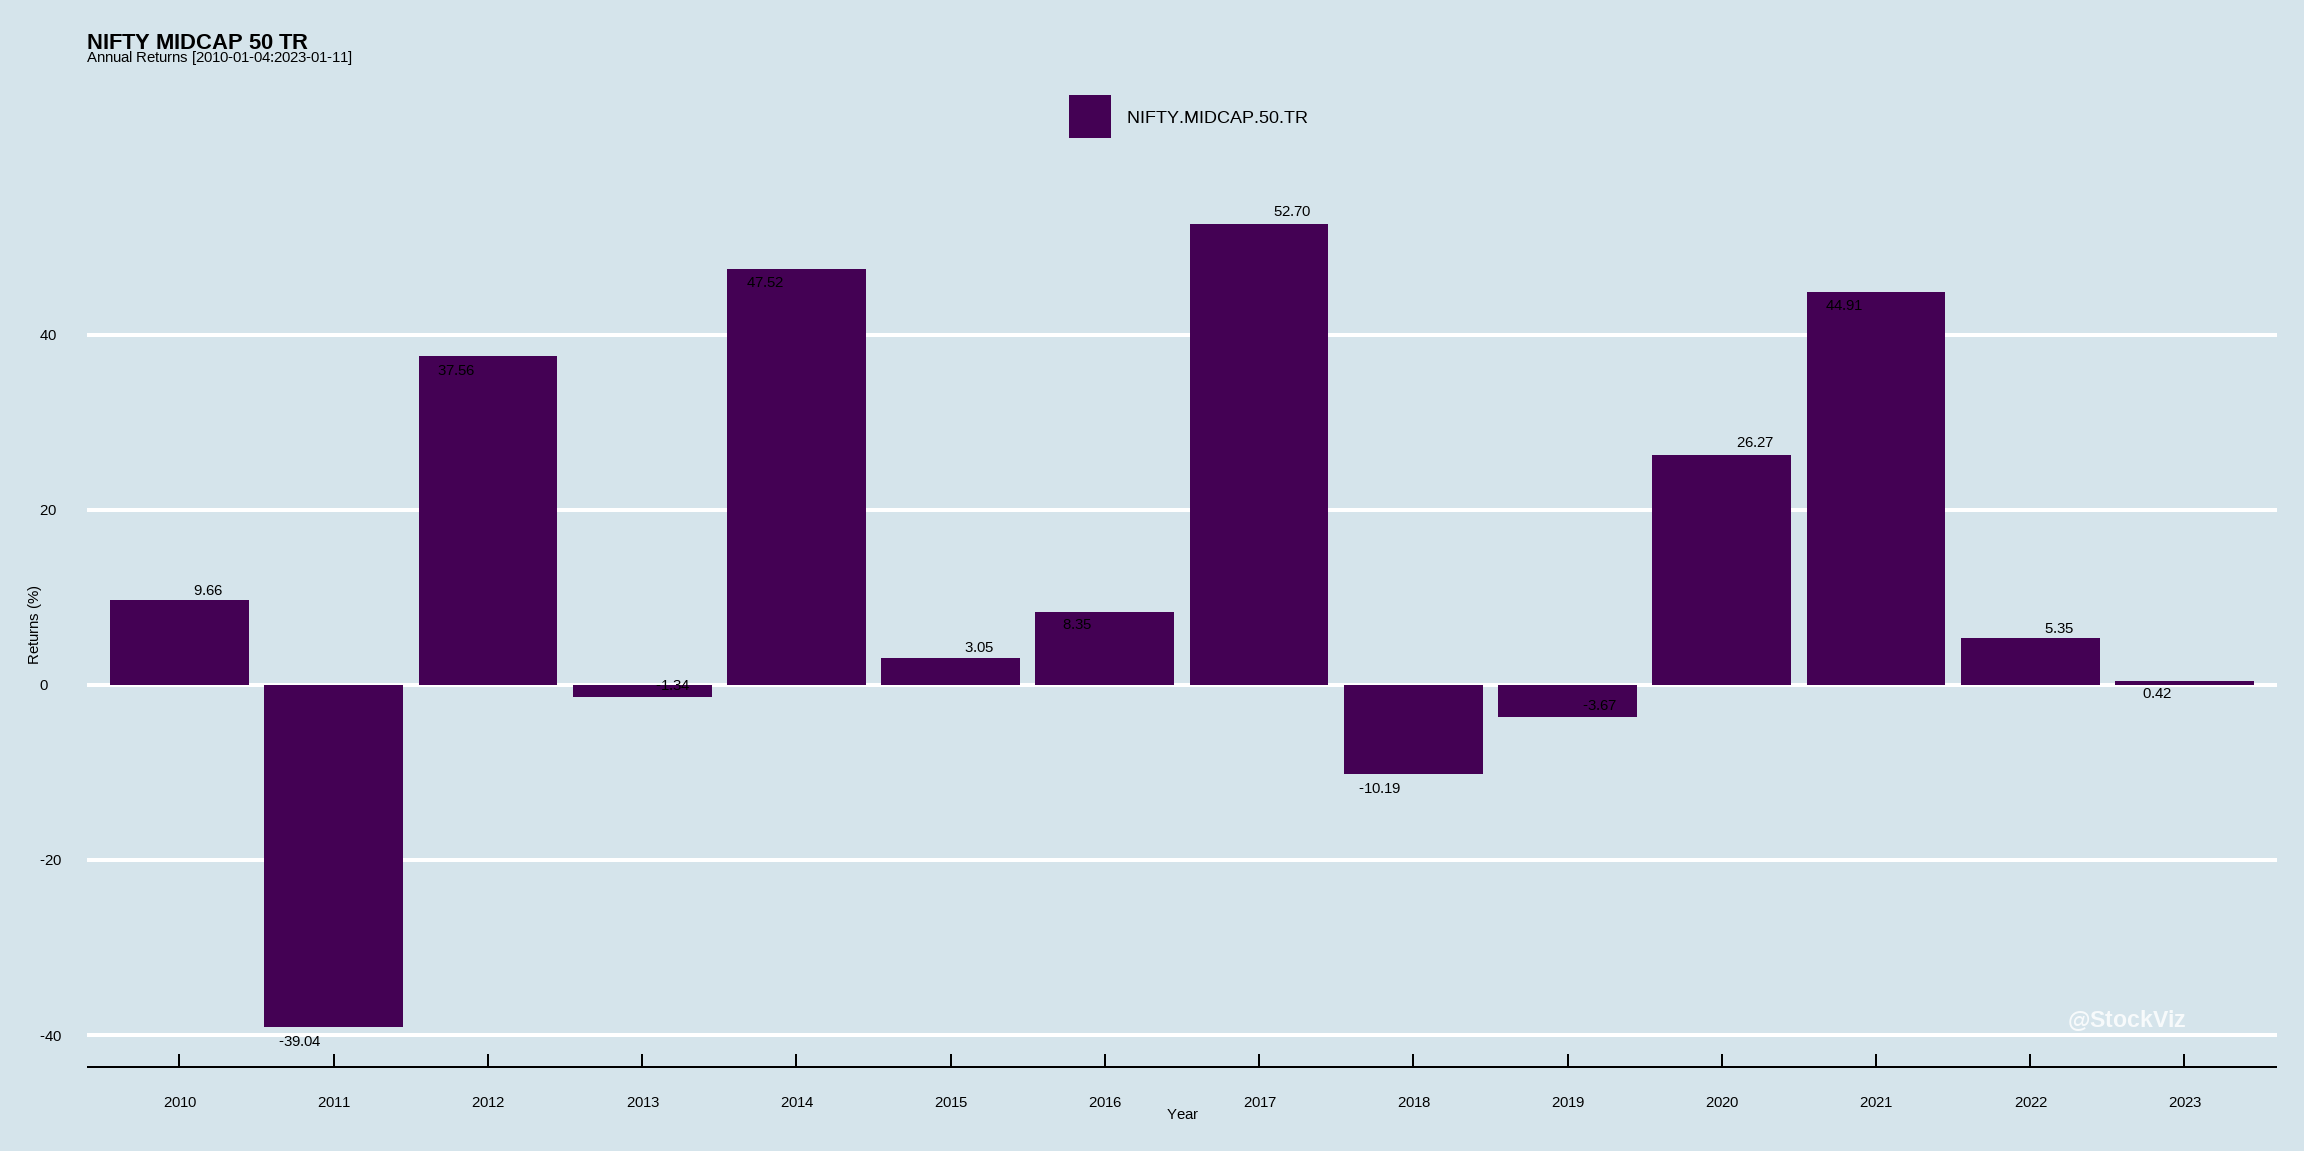 NIFTY MIDCAP 50 TR
Annual Returns [2010-01-04:2023-01-11]
NIFTY.MIDCAP.50.TR
52.70
47.52
44.91
40
37.56
26.27
20
9.66
3.05
8.35
5.35
Returns (%)
0
-1.34
-3.67
0.42
-10.19
-20
-40
-39.04
@StockViz
2010 2011 2012 2013 2014 2015 2016 2017 2018 2019 2020 2021 2022 2023
Year